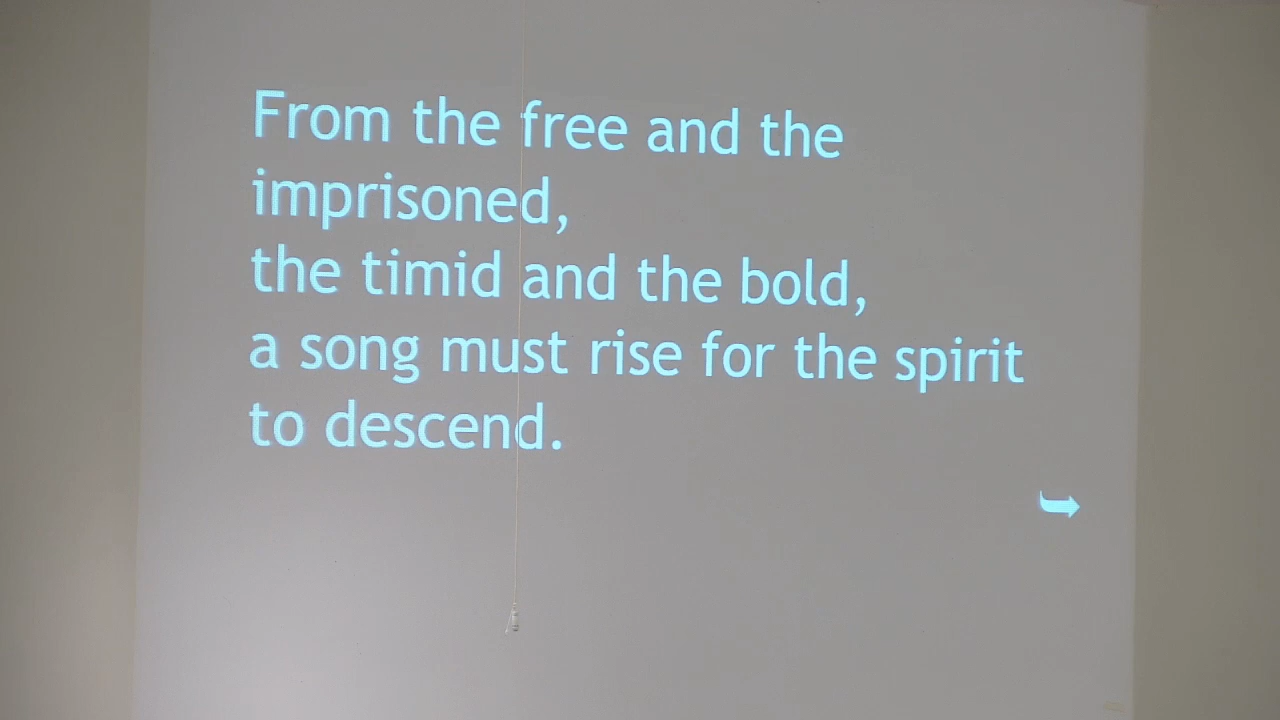 From the free and the
imprisoned,
the timid and the bold,
a song must rise for the spirit
to descend.